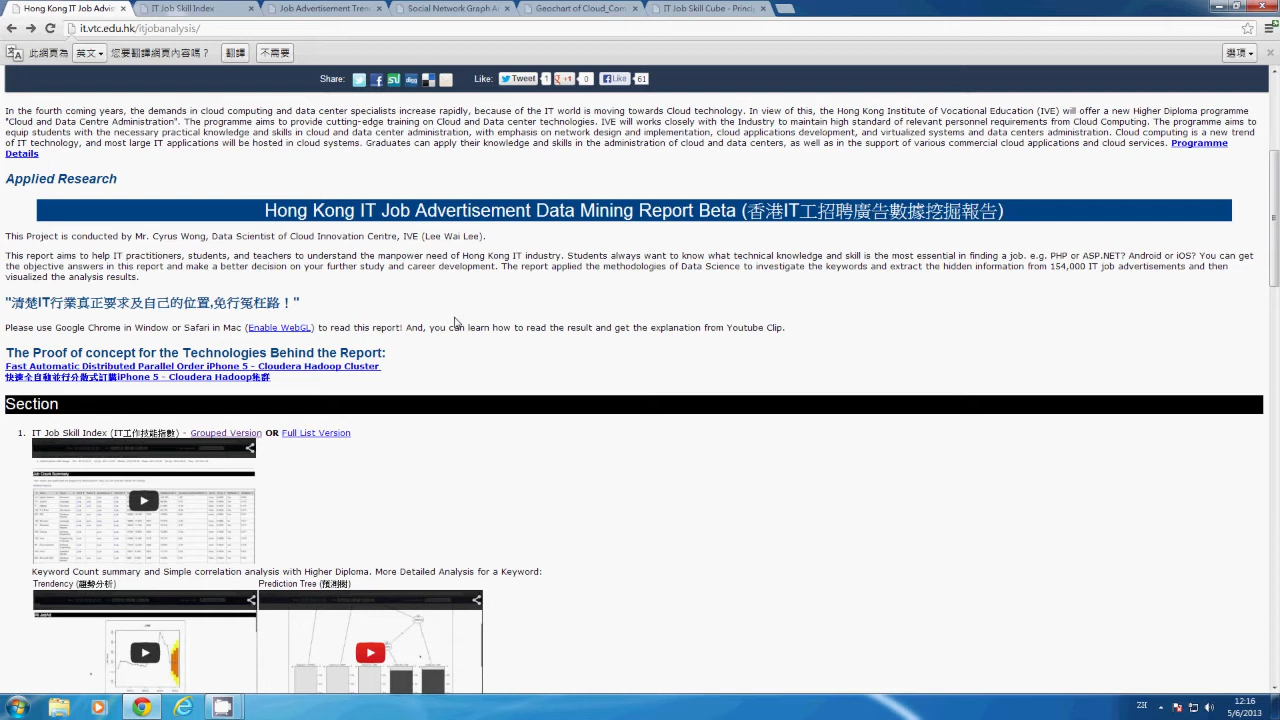 Hong Kong IT Job Advis
IT Job Skill Index
Job Advertisement Tren
Social Network Graph A
Geochart of Cloud_Com
IT Job Skill Cube - Princip
it.vtc.edu.hk/itjobanalysis/
此網頁為 英文 您要翻譯網頁內容嗎？ 翻譯 不需要 選項
Share: digg Like: Tweet 1 +1 0 Like 61
In the fourth coming years, the demands in cloud computing and data center specialists increase rapidly, because of the IT world is moving towards Cloud technology. In view of this, the Hong Kong Institute of Vocational Education (IVE) will offer a new Higher Diploma programme
"Cloud and Data Centre Administration". The programme aims to provide cutting-edge training on Cloud and Data center technologies. IVE will works closely with the Industry to maintain high standard of relevant personnel requirements from Cloud Computing. The programme aims to
equip students with the necessary practical knowledge and skills in cloud and data center administration, with emphasis on network design and implementation, cloud applications development, and virtualized systems and data centers administration. Cloud computing is a new trend
of IT technology, and most large IT applications will be hosted in cloud systems. Graduates can apply their knowledge and skills in the administration of cloud and data centers, as well as in the support of various commercial cloud applications and cloud services. Programme
Details
Applied Research
Hong Kong IT Job Advertisement Data Mining Report Beta (香港IT工招聘廣告數據挖掘報告)
This Project is conducted by Mr. Cyrus Wong, Data Scientist of Cloud Innovation Centre, IVE (Lee Wai Lee).
This report aims to help IT practitioners, students, and teachers to understand the manpower need of Hong Kong IT industry. Students always want to know what technical knowledge and skill is the most essential in finding a job. e.g. PHP or ASP.NET? Android or iOS? You can get
the objective answers in this report and make a better decision on your further study and career development. The report applied the methodologies of Data Science to investigate the keywords and extract the hidden information from 154,000 IT job advertisements and then
visualized the analysis results.
"清楚IT行業真正要求及自己的位置,免行冤枉路！"
Please use Google Chrome in Window or Safari in Mac (Enable WebGL) to read this report! And, you can learn how to read the result and get the explanation from Youtube Clip.
The Proof of concept for the Technologies Behind the Report:
Fast Automatic Distributed Parallel Order iPhone 5 - Cloudera Hadoop Cluster
快速全自動並行分散式訂購iPhone 5 - Cloudera Hadoop集群
Section
1. IT Job Skill Index (IT工作技能指數) - Grouped Version OR Full List Version
Job Count Summary
Keyword Count summary and Simple correlation analysis with Higher Diploma. More Detailed Analysis for a Keyword:
Trendency (趨勢分析)
Prediction Tree (預測樹)
ZH
12:16
5/6/2013